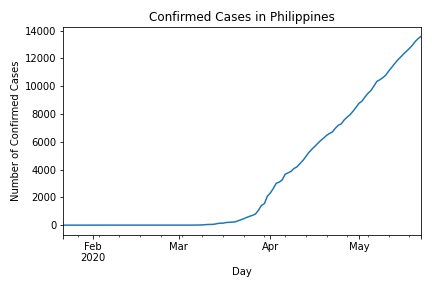 Confirmed Cases in Philippines
14000
12000
10000
8000
6000
4000
2000
0
Number of Confirmed Cases
Feb
2020
Mar
Apr
May
Day